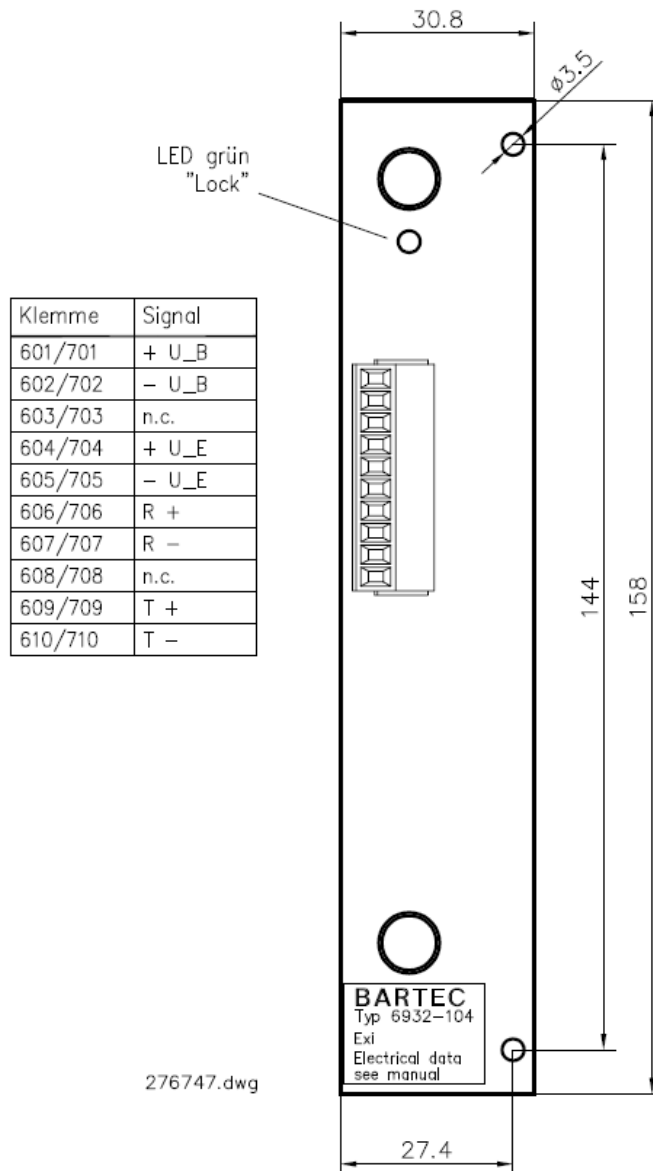 30.8
ø3.5
LED grün
"Lock"
Klemme Signal
601/701 + U_B
602/702 - U_B
603/703 n.c.
604/704 + U_E
605/705 - U_E
606/706 R +
607/707 R -
608/708 n.c.
609/709 T +
610/710 T -
144
158
BARTEC
Typ 6932-104
Exi
Electrical data
see manual
276747.dwg
27.4